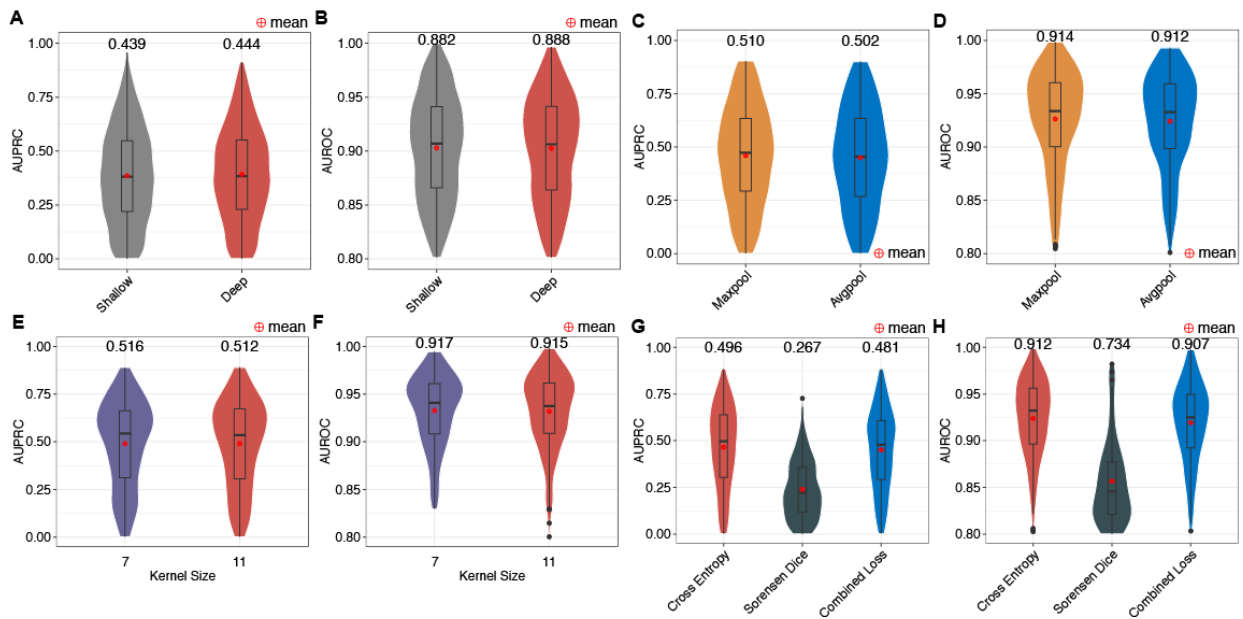 A
⊕ mean
0.439 0.444
1.00
0.75
0.50
0.25
0.00
AUPRC
Shallow
Deep
B
⊕ mean
0.882 0.888
1.00
0.95
0.90
0.85
0.80
AUROC
Shallow
Deep
C
0.510 0.502
1.00
0.75
0.50
0.25
0.00
AUPRC
⊕ mean
Maxpool
Avgpool
D
0.914 0.912
1.00
0.95
0.90
0.85
0.80
AUROC
⊕ mean
Maxpool
Avgpool
E
⊕ mean
0.516 0.512
1.00
0.75
0.50
0.25
0.00
AUPRC
7 11
Kernel Size
F
⊕ mean
0.917 0.915
1.00
0.95
0.90
0.85
0.80
AUROC
7 11
Kernel Size
G
⊕ mean
0.496 0.267 0.481
1.00
0.75
0.50
0.25
0.00
AUPRC
Cross Entropy
Sorensen Dice
Combined Loss
H
⊕ mean
0.912 0.734 0.907
1.00
0.95
0.90
0.85
0.80
AUROC
Cross Entropy
Sorensen Dice
Combined Loss